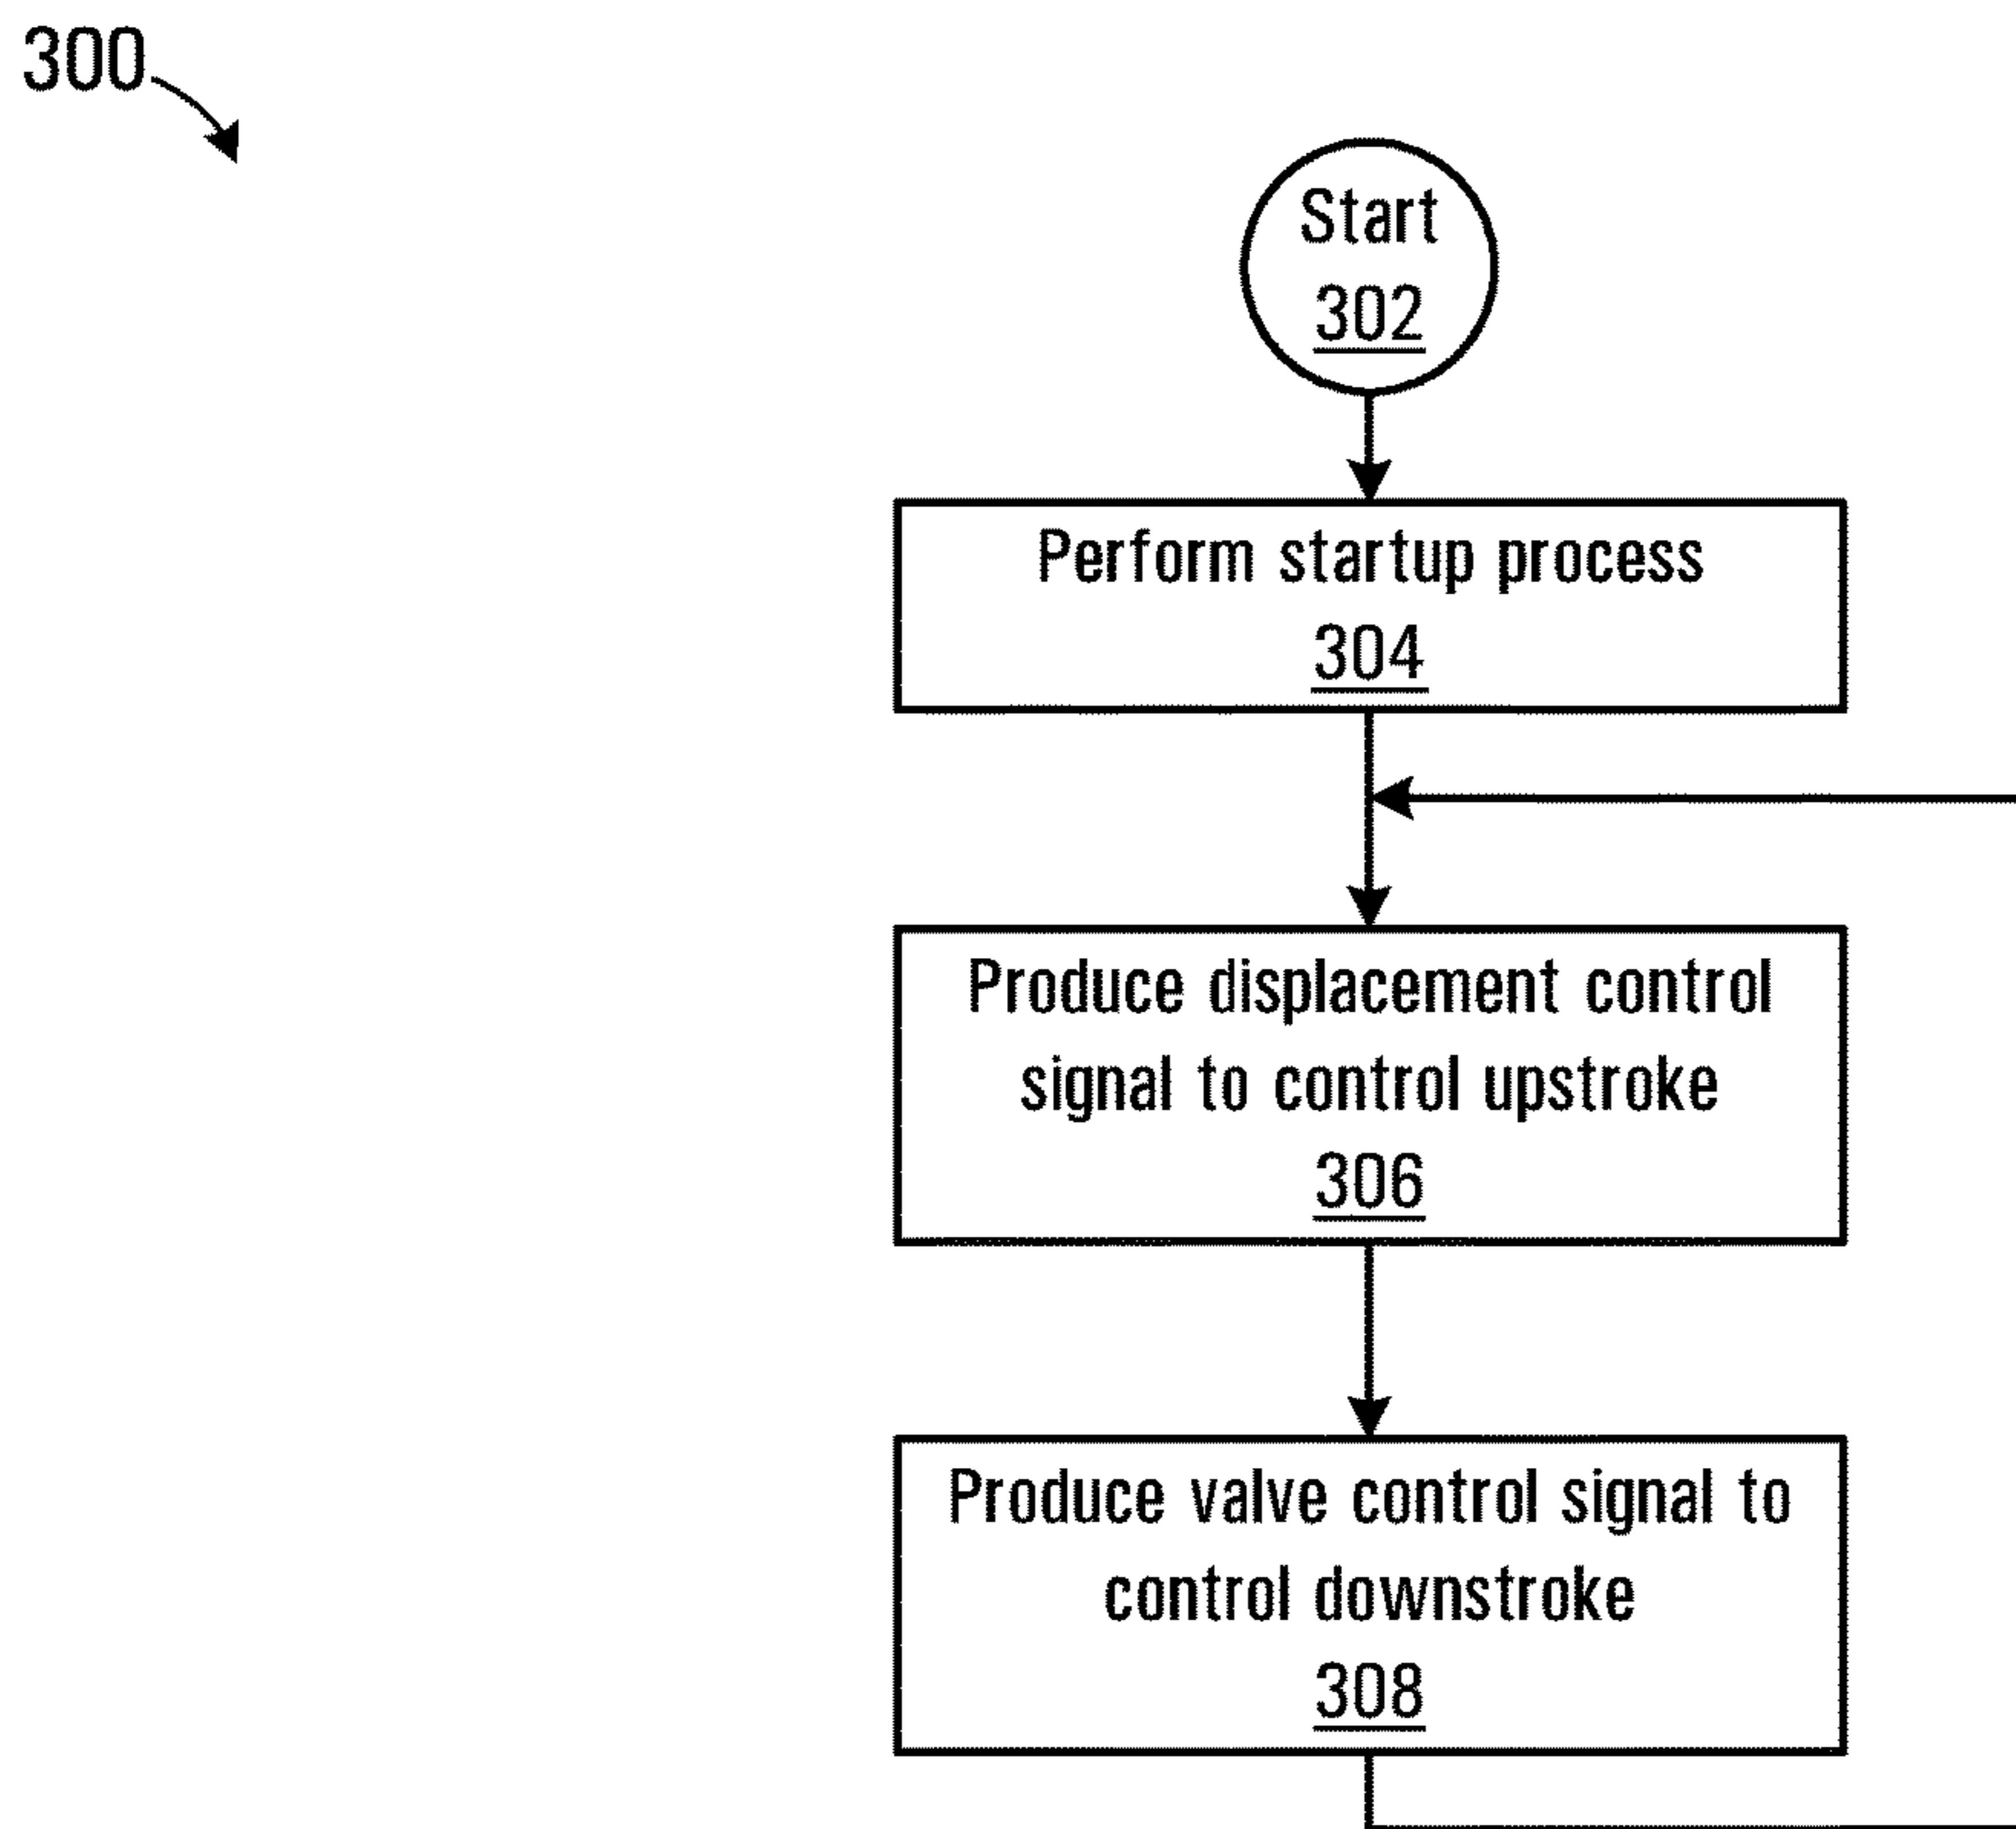 300
Start
302
Perform startup process
304
Produce displacement control
signal to control upstroke
306
Produce valve control signal to
control downstroke
308